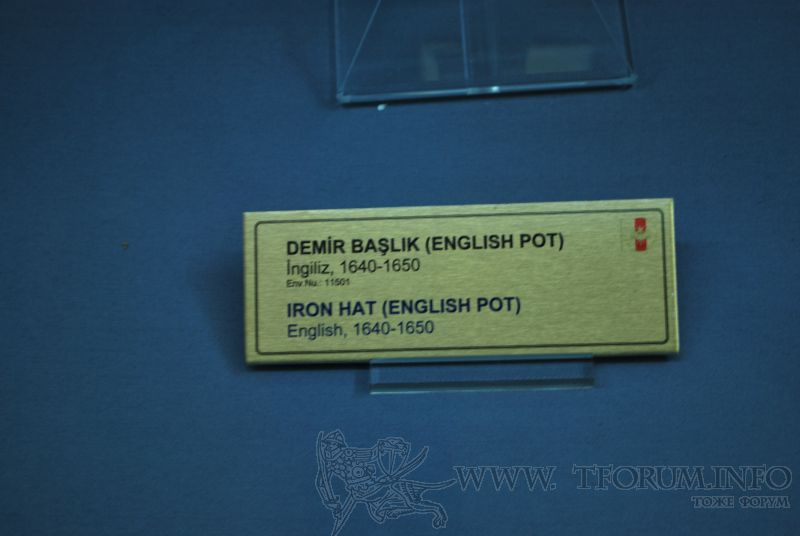 DEMİR BAŞLIK (ENGLISH POT)
İngiliz, 1640-1650
Env.Nu.: 11501
IRON HAT (ENGLISH POT)
English, 1640-1650
WWW. TFORUM.INFO
ТОЖЕ ФОРУМ